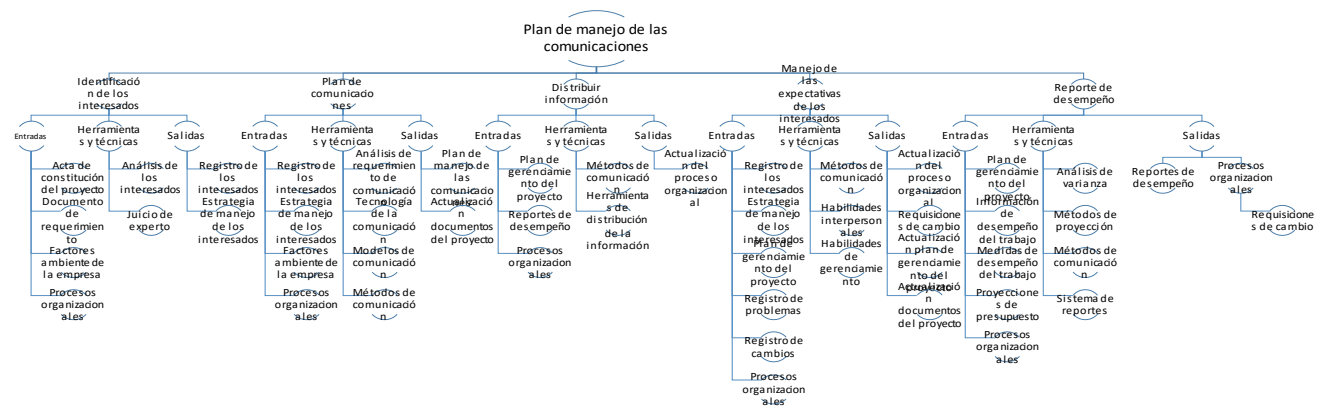 Plan de manejo de las
comunicaciones
Identificació
n de los
interesados
Entradas
Acta de
constitución
del proyecto
Documento
de
requerimien
to
Factores
ambiente de
la empresa
Procesos
organizacion
ales
Herramienta
s y técnicas
Análisis de
los
interesados
Juicio de
experto
Salidas
Registro de
los
interesados
Estrategia
de manejo
de los
interesados
Plan de
comunicacio
nes
Entradas
Registro de
los
interesados
Estrategia
de manejo
de los
interesados
Factores
ambiente de
la empresa
Procesos
organizacion
ales
Herramienta
s y técnicas
Análisis de
requerimien
to de
comunicació
Tecnología
de la
comunicació
n
Modelos de
comunicació
n
Métodos de
comunicació
n
Salidas
Plan de
manejo de
las
comunicacio
nes
Actualizació
n
documentos
del proyecto
Distribuir
información
Entradas
Plan de
gerenciamie
nto del
proyecto
Reportes de
desempeño
Procesos
organizacion
ales
Herramienta
s y técnicas
Métodos de
comunicació
n
Herramienta
s de
distribución
de la
información
Salidas
Actualizació
n del
proceso
organizacion
al
Manejo de
las
expectativas
de los
interesados
Entradas
Registro de
los
interesados
Estrategia
de manejo
de los
interesados
Plan de
gerenciamie
nto del
proyecto
Registro de
problemas
Registro de
cambios
Procesos
organizacion
ales
Herramienta
s y técnicas
Métodos de
comunicació
n
Habilidades
interperson
ales
Habilidades
de
gerenciamie
nto
Salidas
Actualizació
n del
proceso
organizacion
al
Requisicione
s de cambio
Actualizació
n plan de
gerenciamie
nto del
proyecto
Actualizació
n
documentos
del proyecto
Reporte de
desempeño
Entradas
Plan de
gerenciamie
nto del
proyecto
Información
de
desempeño
del trabajo
Medidas de
desempeño
del trabajo
Proyeccione
s de
presupuesto
Procesos
organizacion
ales
Herramienta
s y técnicas
Análisis de
varianza
Métodos de
proyección
Métodos de
comunicació
n
Sistema de
reportes
Salidas
Reportes de
desempeño
Procesos
organizacion
ales
Requisicione
s de cambio